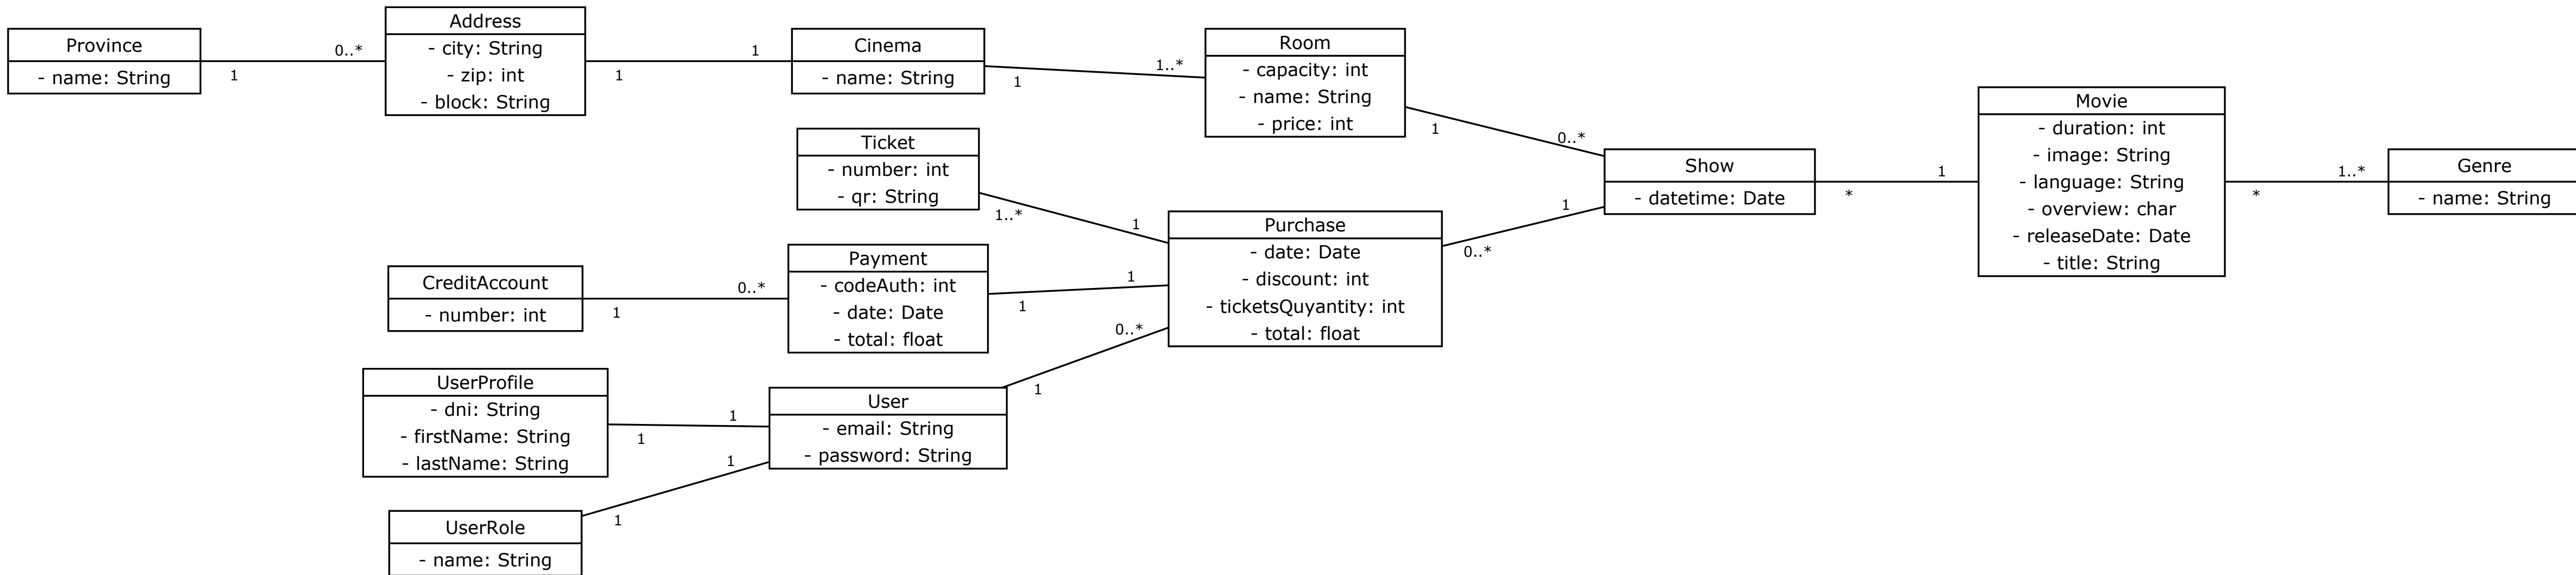 Province
- name: String
1
0..*
Address
- city: String
- zip: int
- block: String
1
1
Cinema
- name: String
1
1..*
Room
- capacity: int
- name: String
- price: int
1
0..*
Ticket
- number: int
- qr: String
1..*
1
Show
- datetime: Date
*
1
Movie
- duration: int
- image: String
- language: String
- overview: char
- releaseDate: Date
- title: String
*
1..*
Genre
- name: String
Purchase
- date: Date
- discount: int
- ticketsQuyantity: int
- total: float
0..*
1
CreditAccount
- number: int
1
0..*
Payment
- codeAuth: int
- date: Date
- total: float
1
1
UserProfile
- dni: String
- firstName: String
- lastName: String
1
1
User
- email: String
- password: String
1
0..*
UserRole
- name: String
1
1